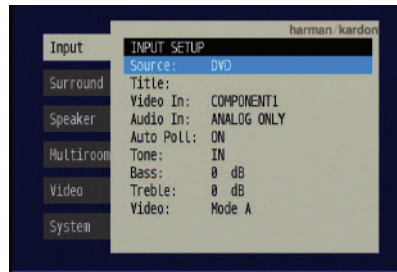 harman/kardon
Input
Surround
Speaker
Multiroom
Video
System
INPUT SETUP
Source: DVD
Title:
Video In: COMPONENT1
Audio In: ANALOG ONLY
Auto Poll: ON
Tone: IN
Bass: 0 dB
Treble: 0 dB
Video: Mode A